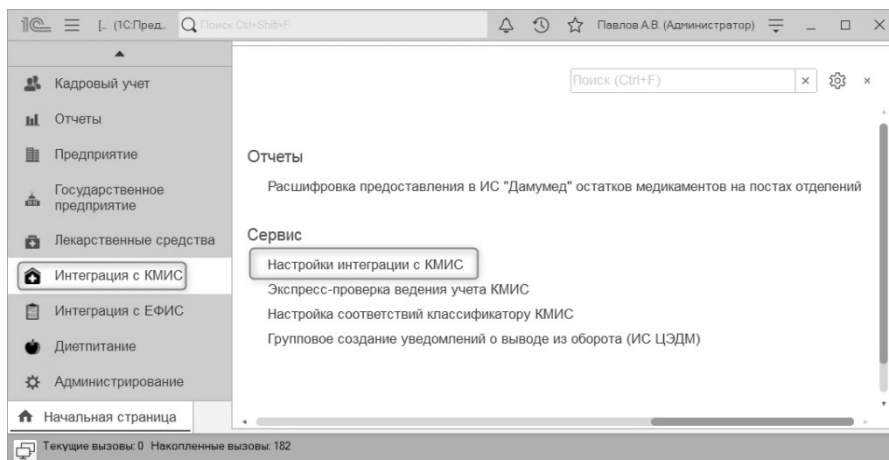 1С [.. (1С:Пред.. Поиск Ctrl+Shift+F Павлов А.В. (Администратор)
Кадровый учет
Поиск (Ctrl+F)
Отчеты
Предприятие
Государственное
предприятие
Лекарственные средства
Интеграция с КМИС
Интеграция с ЕФИС
Диетпитание
Администрирование
Начальная страница
Отчеты
Расшифровка предоставления в ИС "Дамумед" остатков медикаментов на постах отделений
Сервис
Настройки интеграции с КМИС
Экспресс-проверка ведения учета КМИС
Настройка соответствий классификатору КМИС
Групповое создание уведомлений о выводе из оборота (ИС ЦЭДМ)
Текущие вызовы: 0 Накопленные вызовы: 182